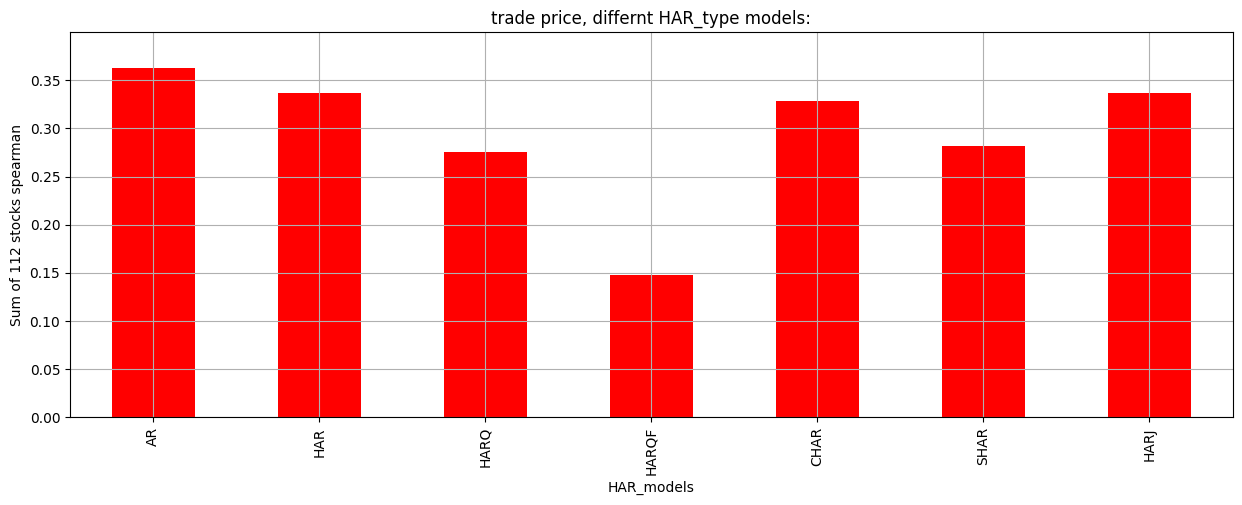 trade price, differnt HAR_type models:
Sum of 112 stocks spearman
0.35
0.30
0.25
0.20
0.15
0.10
0.05
0.00
AR
HAR
HARQ
HARQF
CHAR
SHAR
HARJ
HAR_models